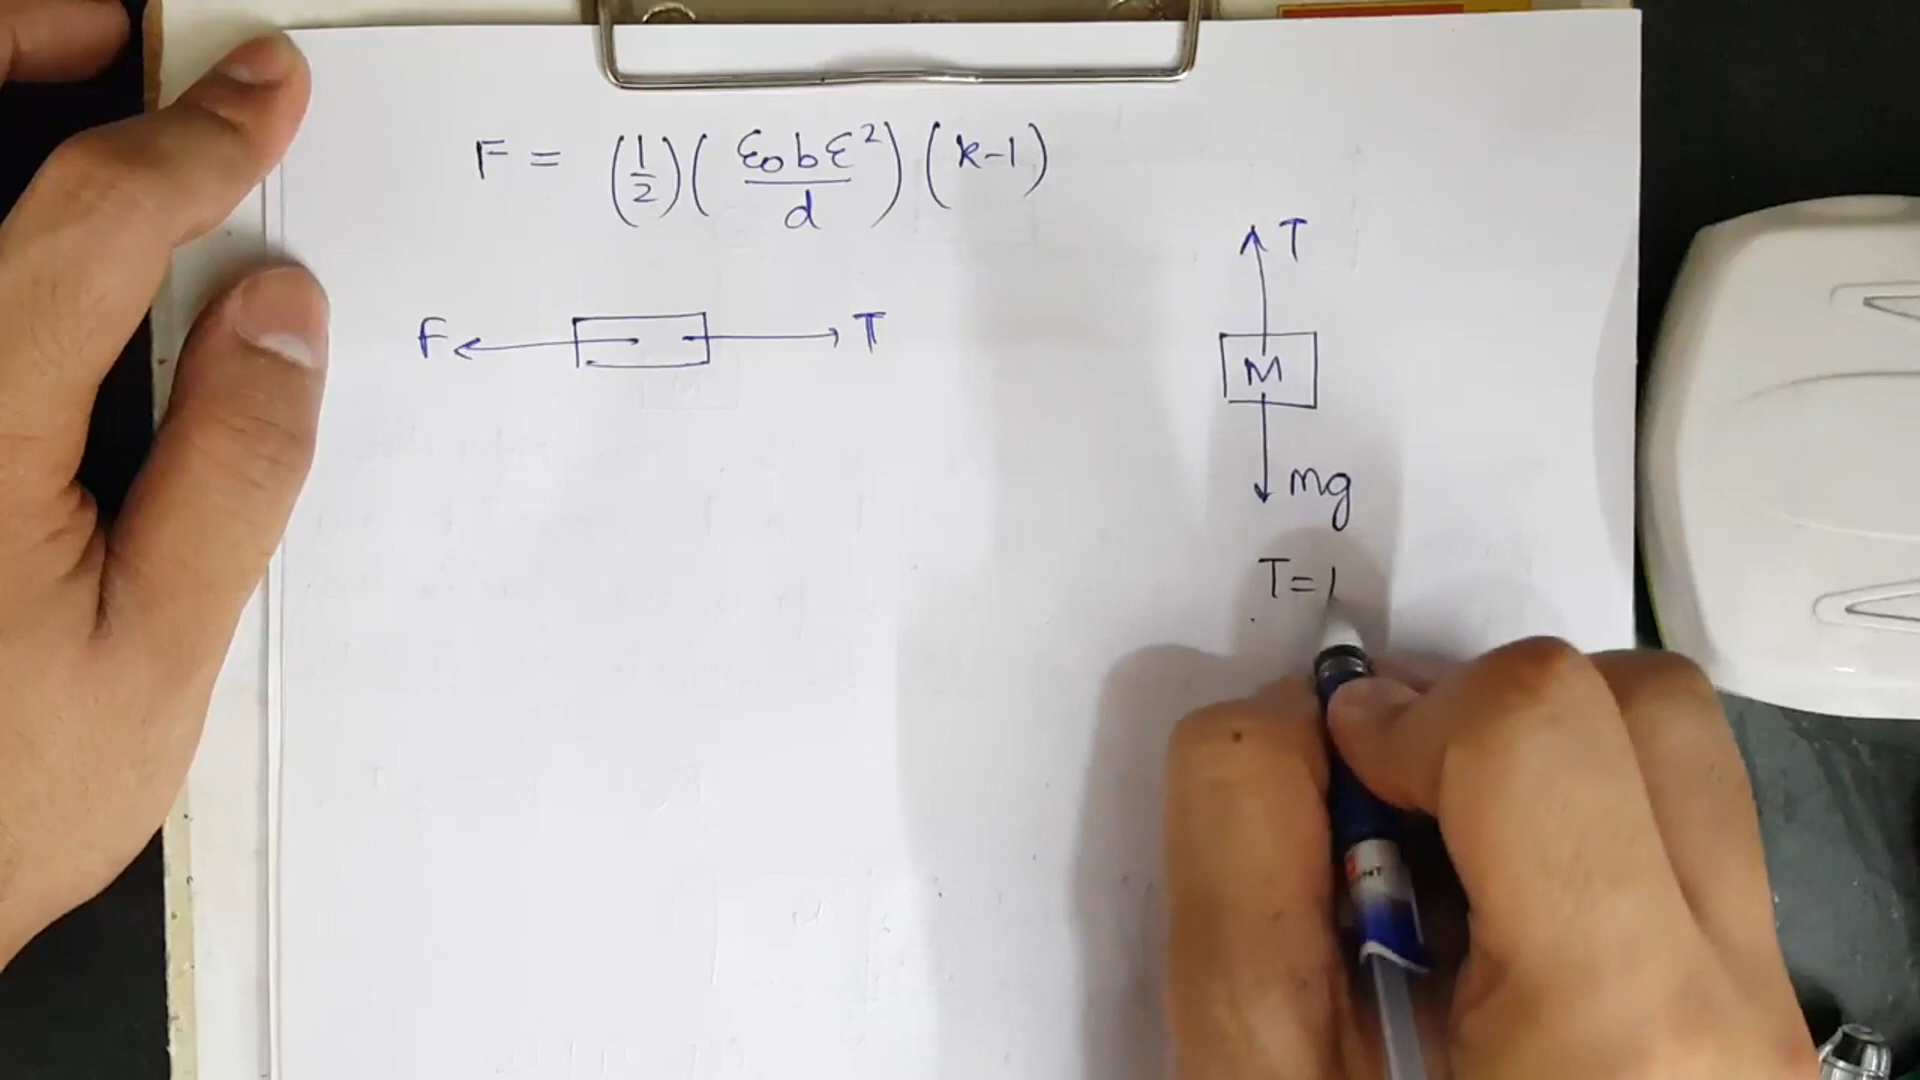 F = (1/2) (ε₀bε²/d) (k-1)
T
F T
M
mg
T=